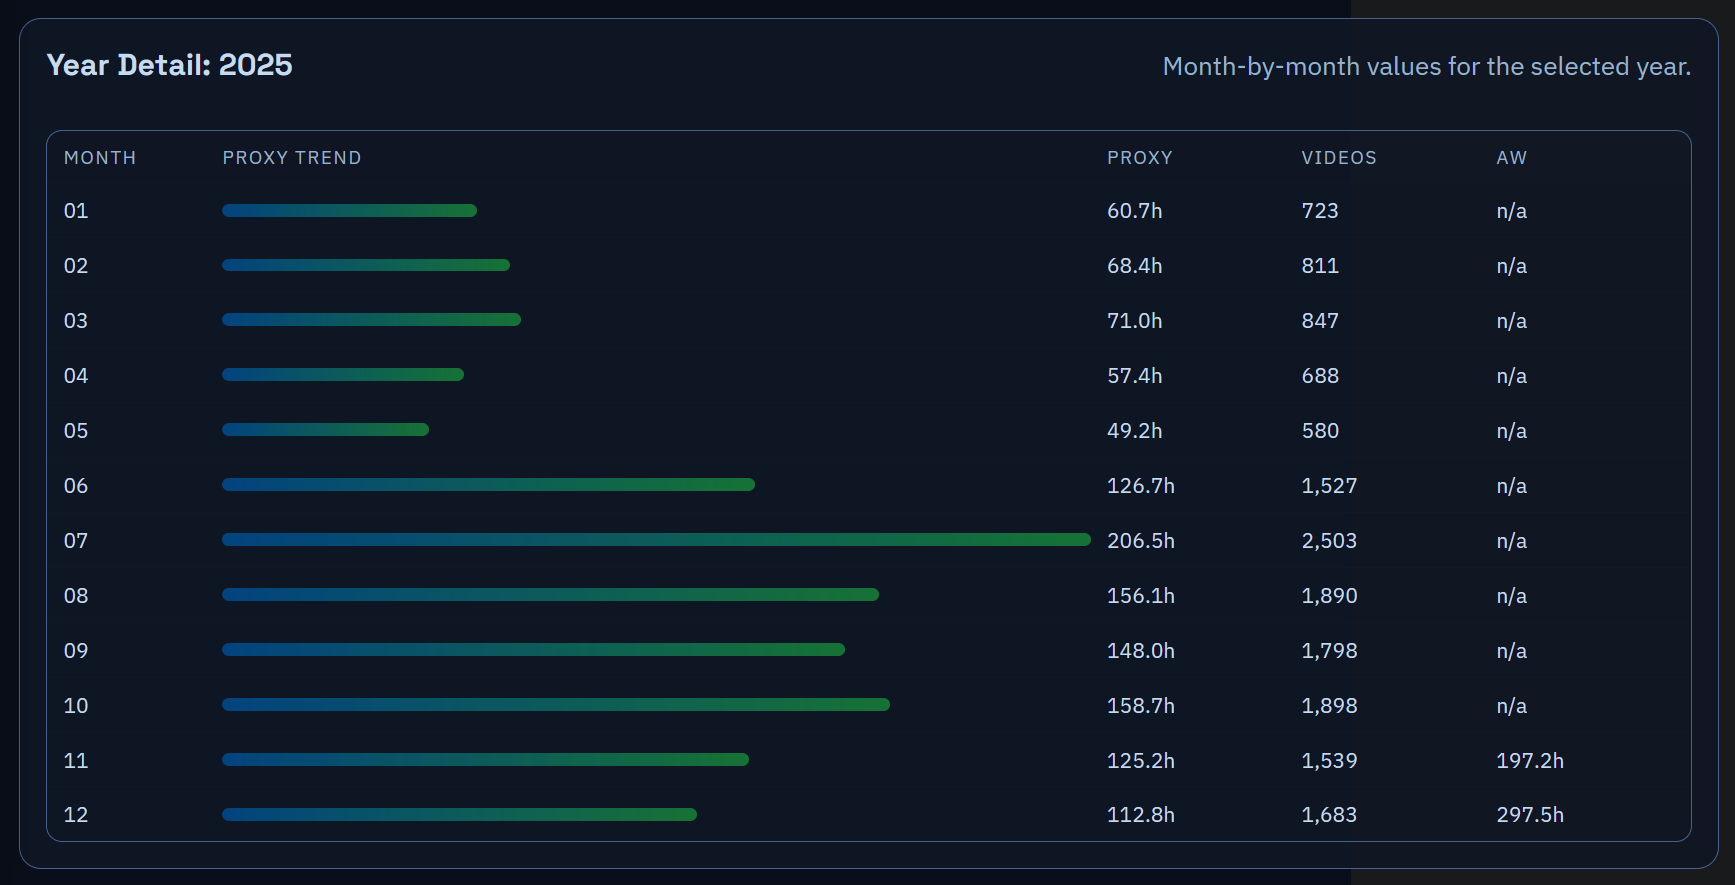 Year Detail: 2025
Month-by-month values for the selected year.
MONTH PROXY TREND PROXY VIDEOS AW
01 60.7h 723 n/a
02 68.4h 811 n/a
03 71.0h 847 n/a
04 57.4h 688 n/a
05 49.2h 580 n/a
06 126.7h 1,527 n/a
07 206.5h 2,503 n/a
08 156.1h 1,890 n/a
09 148.0h 1,798 n/a
10 158.7h 1,898 n/a
11 125.2h 1,539 197.2h
12 112.8h 1,683 297.5h